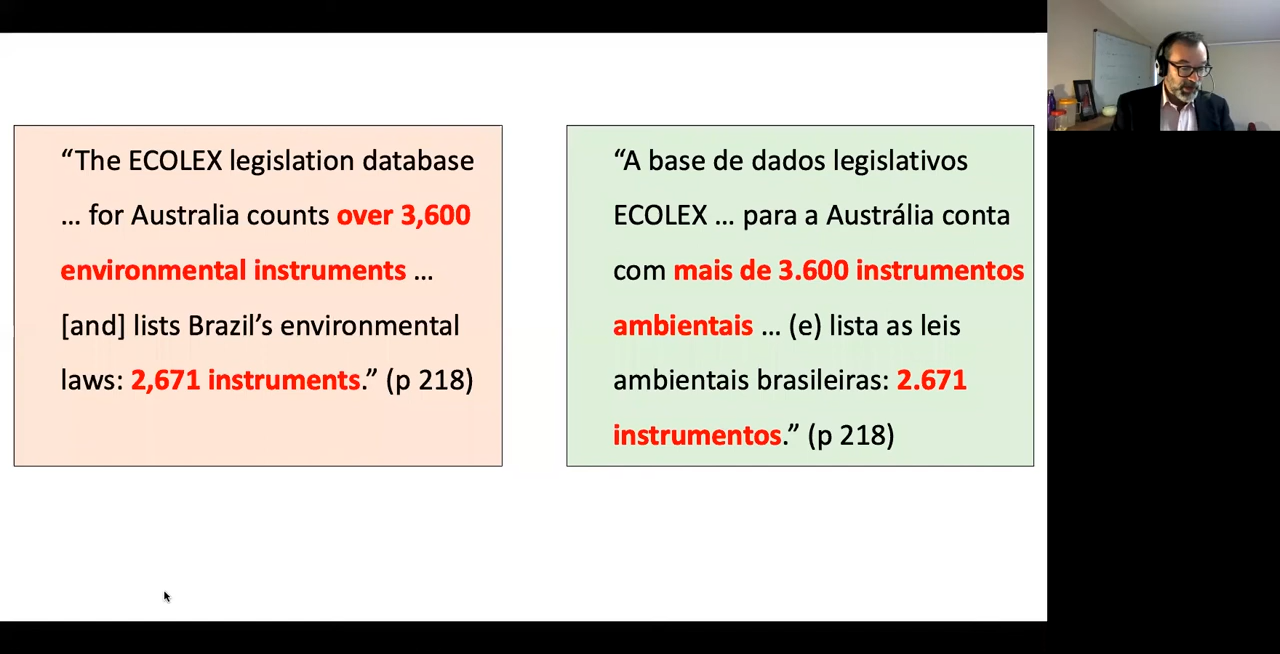 “The ECOLEX legislation database
... for Australia counts over 3,600
environmental instruments ...
[and] lists Brazil’s environmental
laws: 2,671 instruments.” (p 218)
“A base de dados legislativos
ECOLEX ... para a Austrália conta
com mais de 3.600 instrumentos
ambientais ... (e) lista as leis
ambientais brasileiras: 2.671
instrumentos.” (p 218)